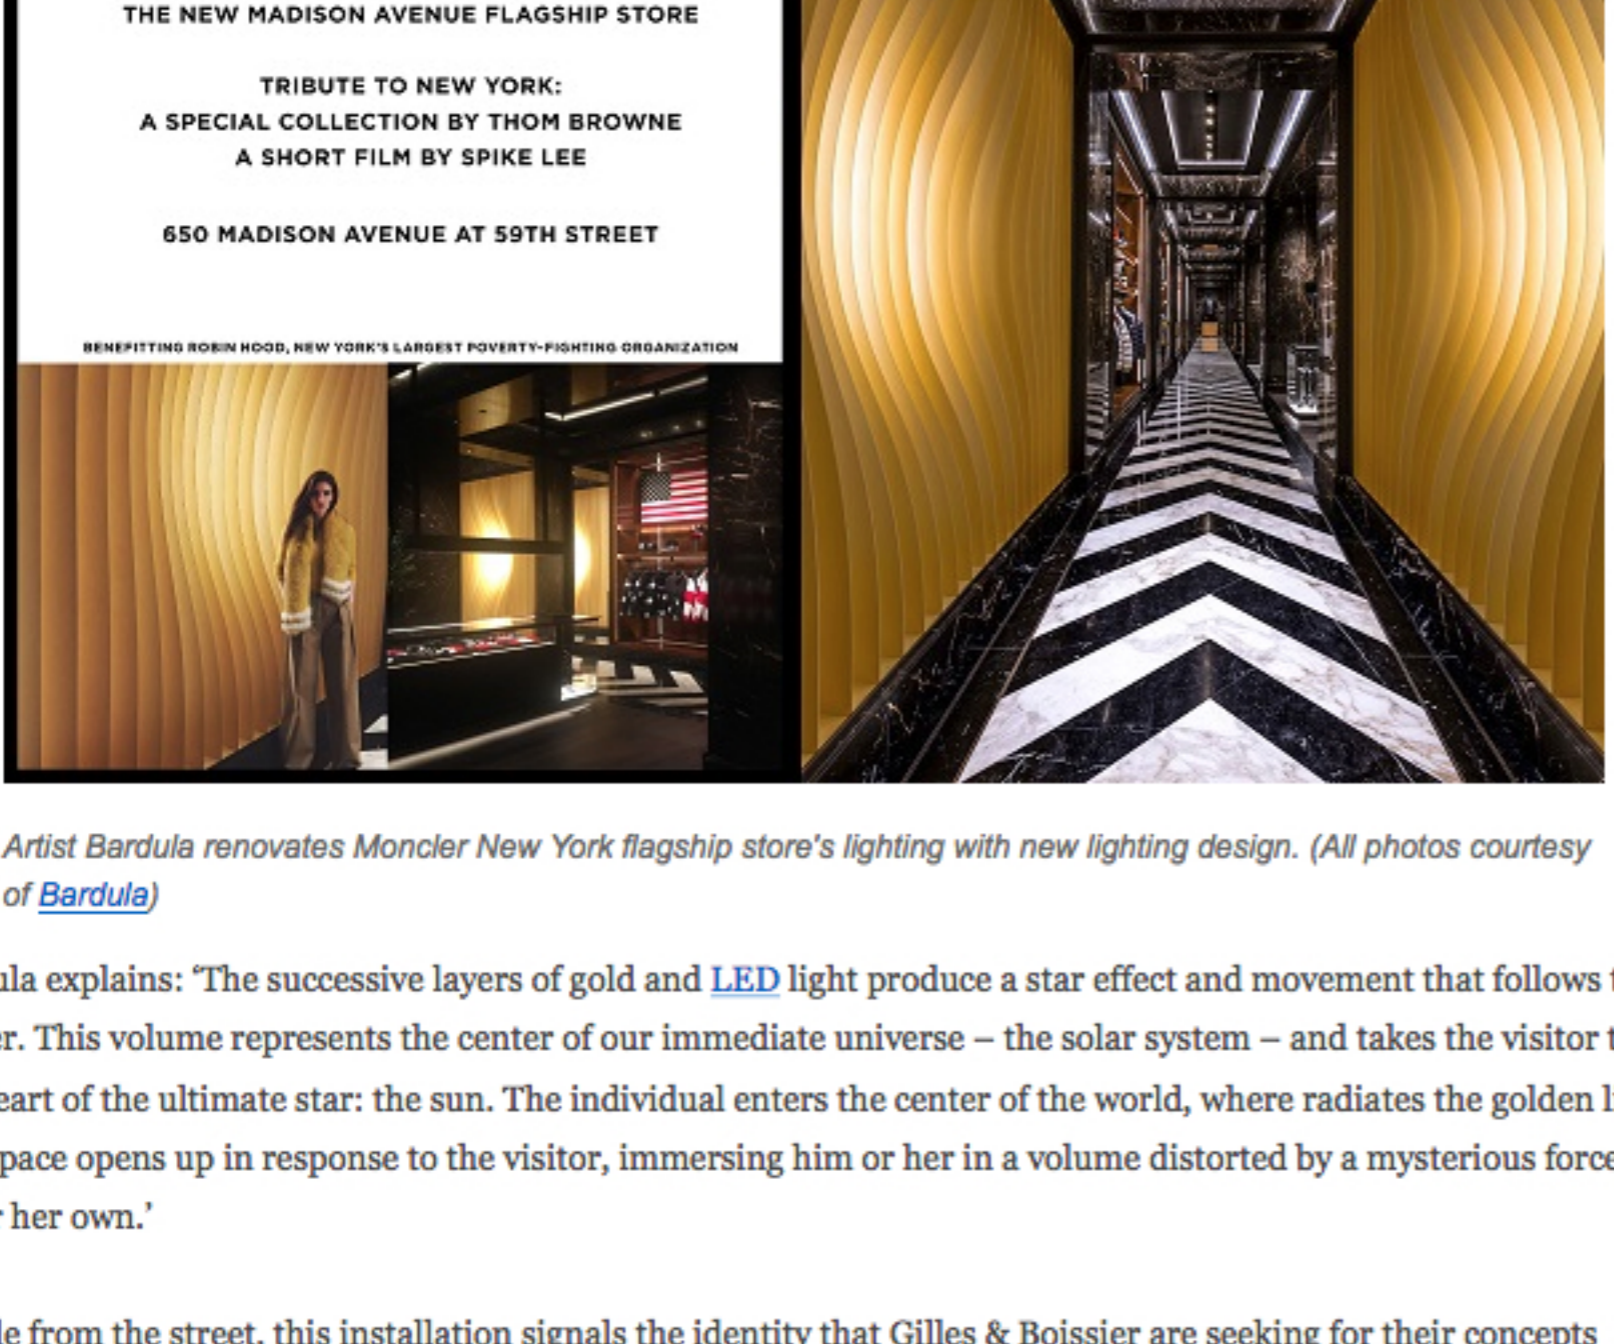 THE NEW MADISON AVENUE FLAGSHIP STORE
TRIBUTE TO NEW YORK:
A SPECIAL COLLECTION BY THOM BROWNE
A SHORT FILM BY SPIKE LEE
650 MADISON AVENUE AT 59TH STREET
BENEFITTING ROBIN HOOD, NEW YORK'S LARGEST POVERTY-FIGHTING ORGANIZATION
Artist Bardula renovates Moncler New York flagship store's lighting with new lighting design. (All photos courtesy
of Bardula)
explains: ‘The successive layers of gold and LED light produce a star effect and movement that follows
This volume represents the center of our immediate universe – the solar system – and takes the visitor
of the ultimate star: the sun. The individual enters the center of the world, where radiates the golden
opens up in response to the visitor, immersing him or her in a volume distorted by a mysterious force
her own.’
from the street, this installation signals the identity that Gilles & Boissier are seeking for their concepts